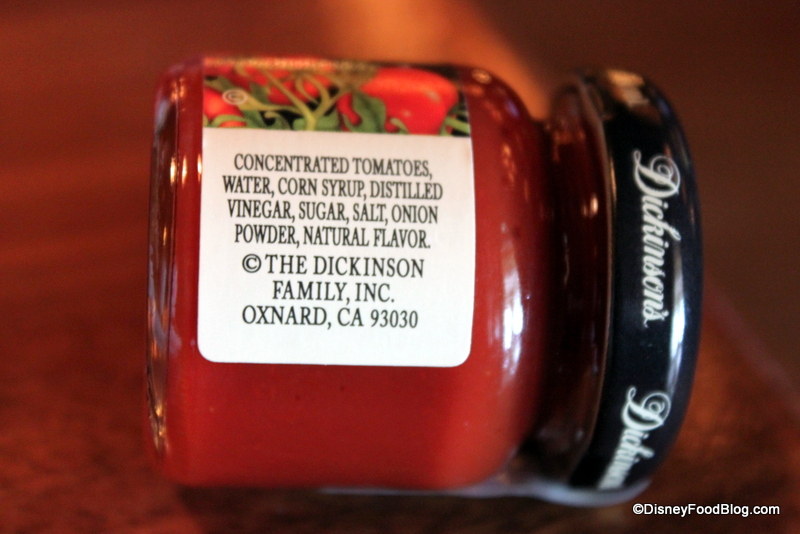 CONCENTRATED TOMATOES,
WATER, CORN SYRUP, DISTILLED
VINEGAR, SUGAR, SALT, ONION
POWDER, NATURAL FLAVOR.
© THE DICKINSON
FAMILY, INC.
OXNARD, CA 93030
Dickinson's
Dickinson
©DisneyFoodBlog.com